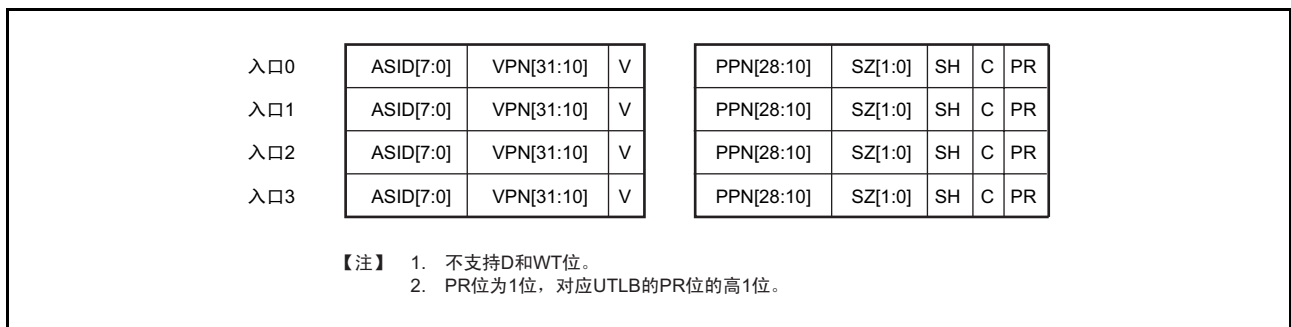 入口0 ASID[7:0] VPN[31:10] V PPN[28:10] SZ[1:0] SH C PR
入口1 ASID[7:0] VPN[31:10] V PPN[28:10] SZ[1:0] SH C PR
入口2 ASID[7:0] VPN[31:10] V PPN[28:10] SZ[1:0] SH C PR
入口3 ASID[7:0] VPN[31:10] V PPN[28:10] SZ[1:0] SH C PR
【注】 1. 不支持D和WT位。
2. PR位为1位，对应UTLB的PR位的高1位。